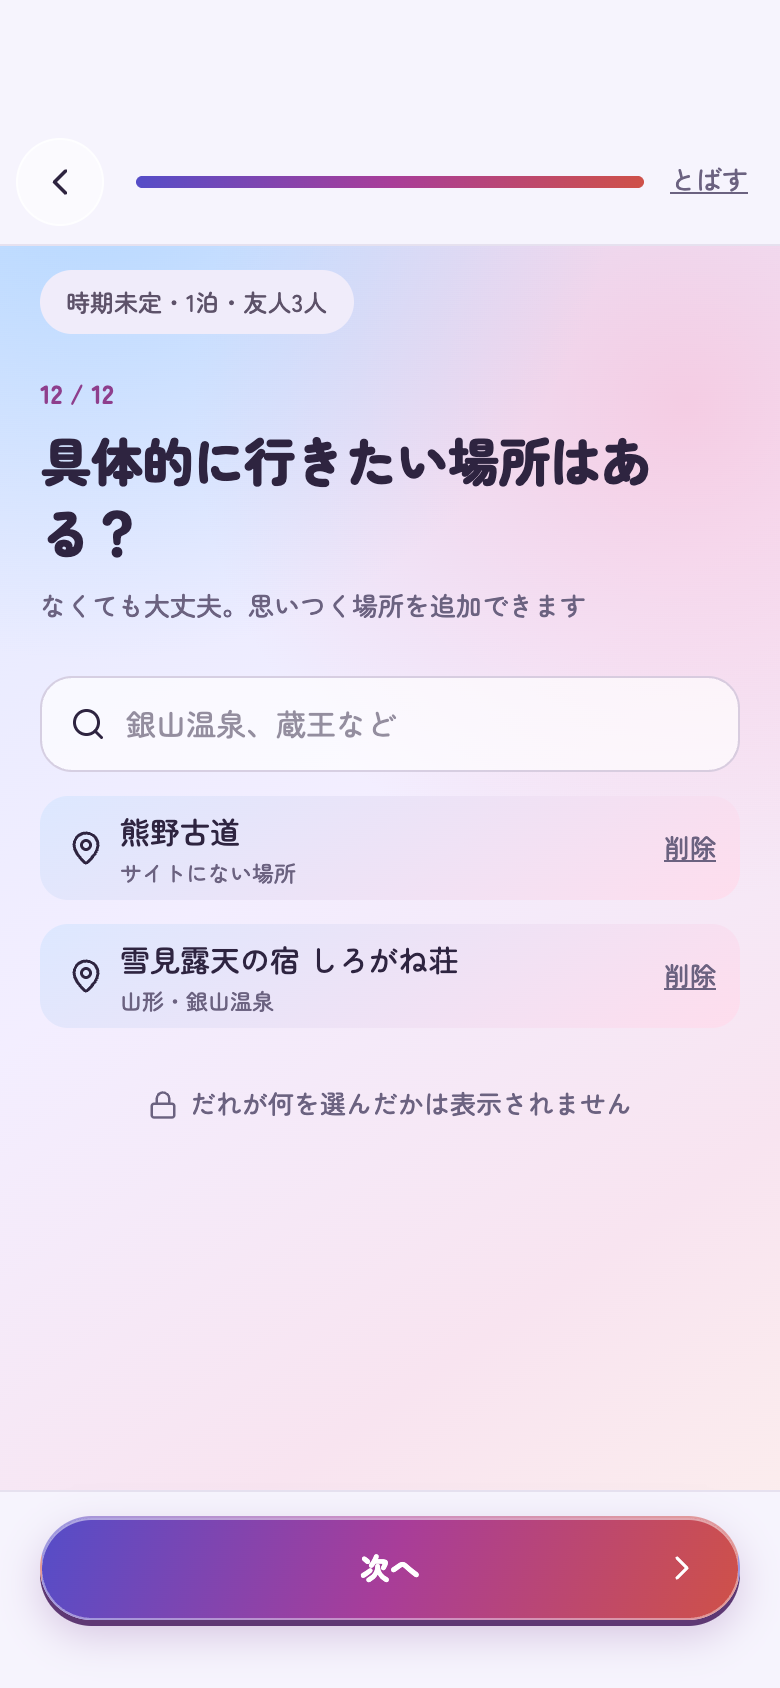 とばす
時期未定・1泊・友人3人
12 / 12
具体的に行きたい場所はあ
る？
なくても大丈夫。思いつく場所を追加できます
銀山温泉、蔵王など
熊野古道
サイトにない場所
削除
雪見露天の宿 しろがね荘
山形・銀山温泉
削除
だれが何を選んだかは表示されません
次へ